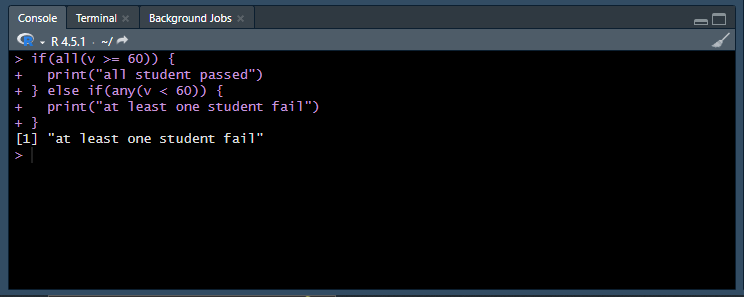 Console Terminal × Background Jobs ×
R 4.5.1 · ~/
> if(all(v >= 60)) {
+   print("all student passed")
+ } else if(any(v < 60)) {
+   print("at least one student fail")
+ }
[1] "at least one student fail"
>